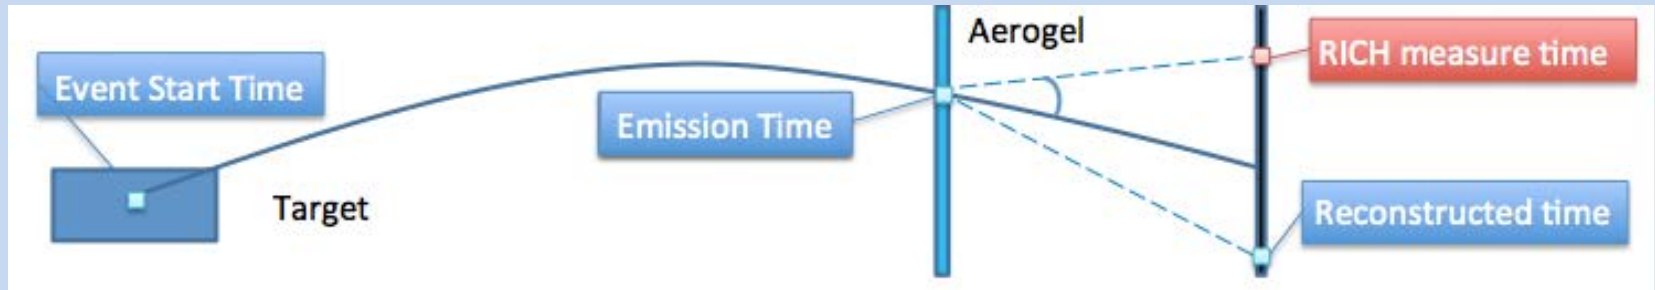 Aerogel
RICH measure time
Event Start Time
Emission Time
Target
Reconstructed time